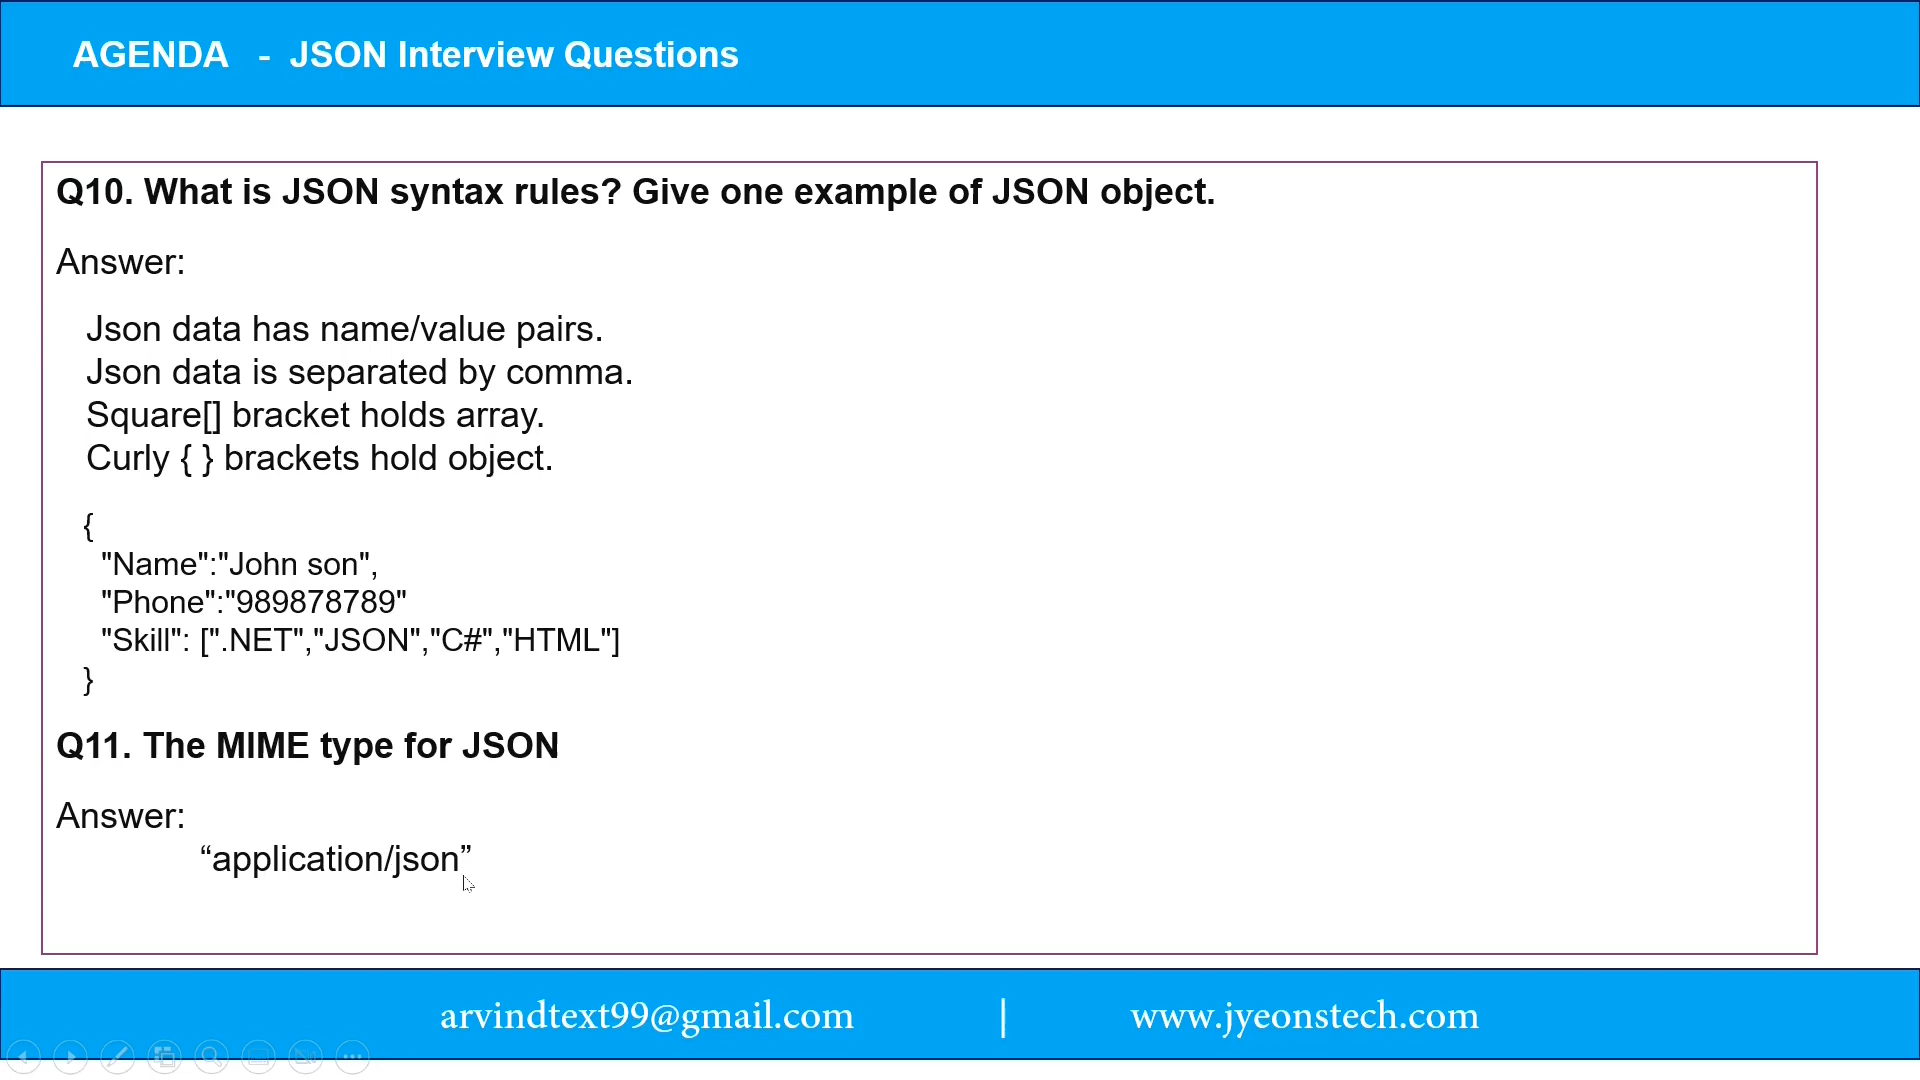 AGENDA - JSON Interview Questions
Q10. What is JSON syntax rules? Give one example of JSON object.
Answer:
Json data has name/value pairs.
Json data is separated by comma.
Square[] bracket holds array.
Curly { } brackets hold object.
{
"Name":"John son",
"Phone":"989878789"
"Skill": [".NET","JSON","C#","HTML"]
}
Q11. The MIME type for JSON
Answer:
“application/json”
arvindtext99@gmail.com | www.jyeonstech.com